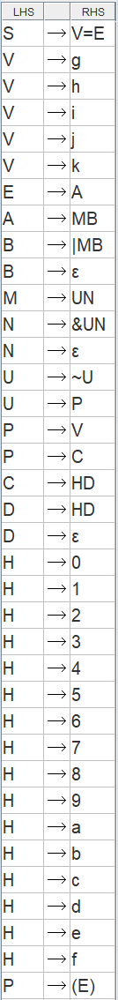 LHS RHS
S → V=E
V → g
V → h
V → i
V → j
V → k
E → A
A → MB
B → |MB
B → ε
M → UN
N → &UN
N → ε
U → ~U
U → P
P → V
P → C
C → HD
D → HD
D → ε
H → 0
H → 1
H → 2
H → 3
H → 4
H → 5
H → 6
H → 7
H → 8
H → 9
H → a
H → b
H → c
H → d
H → e
H → f
P → (E)